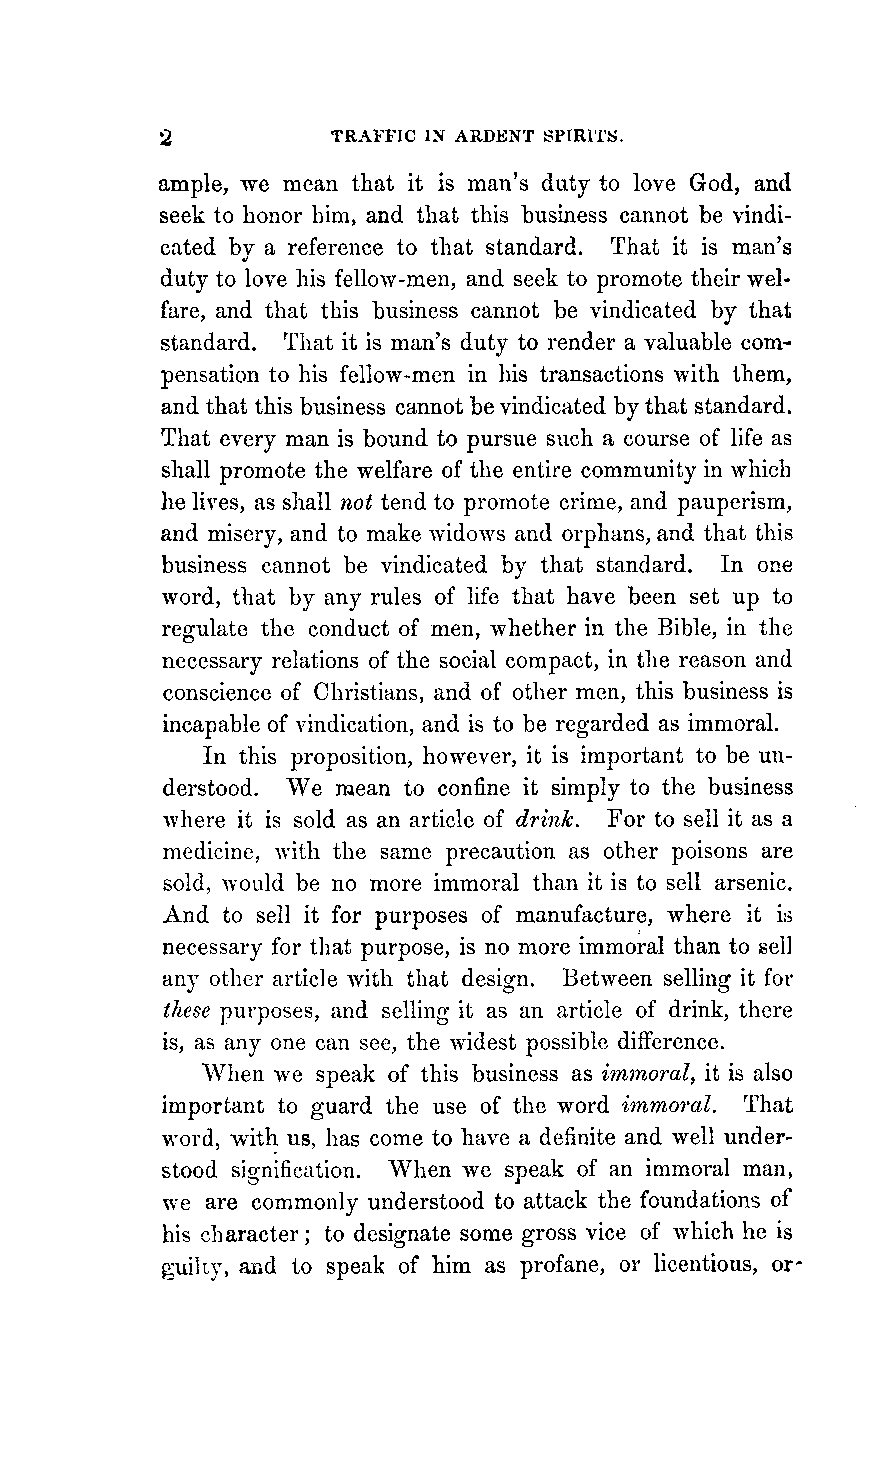 2 TRAFFIC IN ARDENT SPIRITS.
ample, we mean that it is man's duty to love God, and
seek to honor him, and that this business cannot be vindi-
cated by a reference to that standard. That it is man's
duty to love his fellow-men, and seek to promote their wel-
fare, and that this business cannot be vindicated by that
standard. That it is man's duty to render a valuable com-
pensation to his fellow-men in his transactions with them,
and that this business cannot be vindicated by that standard.
That every man is bound to pursue such a course of life as
shall promote the welfare of the entire community in which
he lives, as shall not tend to promote crime, and pauperism,
and misery, and to make widows and orphans, and that this
business cannot be vindicated by that standard. In one
word, that by any rules of life that have been set up to
regulate the conduct of men, whether in the Bible, in the
necessary relations of the social compact, in the reason and
conscience of Christians, and of other men, this business is
incapable of vindication, and is to be regarded as immoral.
In this proposition, however, it is important to be un-
derstood. We mean to confine it simply to the business
where it is sold as an article of drink. For to sell it as a
medicine, with the same precaution as other poisons are
sold, would be no more immoral than it is to sell arsenic.
And to sell it for purposes of manufacture, where it is
necessary for that purpose, is no more immoral than to sell
any other article with that design. Between selling it for
these purposes, and selling it as an article of drink, there
is, as any one can see, the widest possible difference.
When we speak of this business as immoral, it is also
important to guard the use of the word immoral. That
word, with us, has come to have a definite and well under-
stood signification. When we speak of an immoral man,
we are commonly understood to attack the foundations of
his character; to designate some gross vice of which he is
guilty, and to speak of him as profane, or licentious, or-